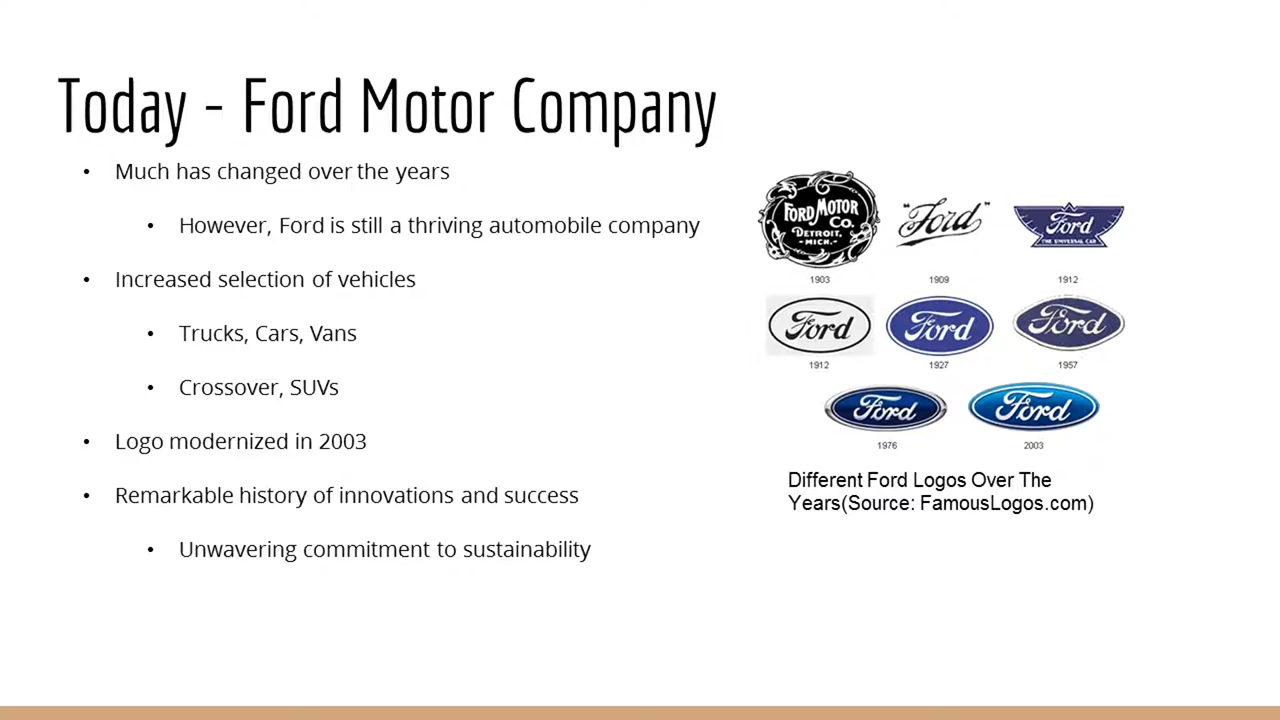 Today - Ford Motor Company
• Much has changed over the years
• However, Ford is still a thriving automobile company
• Increased selection of vehicles
• Trucks, Cars, Vans
• Crossover, SUVs
• Logo modernized in 2003
• Remarkable history of innovations and success
• Unwavering commitment to sustainability
FORD MOTOR
CO.
DETROIT,
-MICH.-
1903
"Ford"
1909
Ford
THE UNIVERSAL CAR
1912
Ford
1912
Ford
1927
Ford
1957
Ford
1976
Ford
2003
Different Ford Logos Over The
Years(Source: FamousLogos.com)